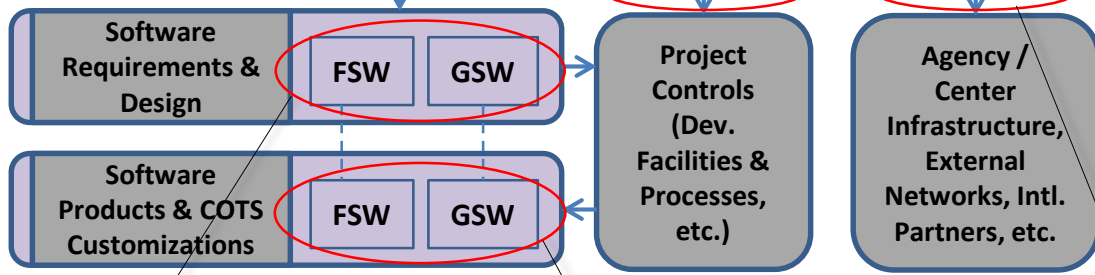 Software
Requirements &
Design
FSW
GSW
Project
Controls
(Dev.
Facilities &
Processes,
etc.)
Agency /
Center
Infrastructure,
External
Networks, Intl.
Partners, etc.
Software
Products & COTS
Customizations
FSW
GSW